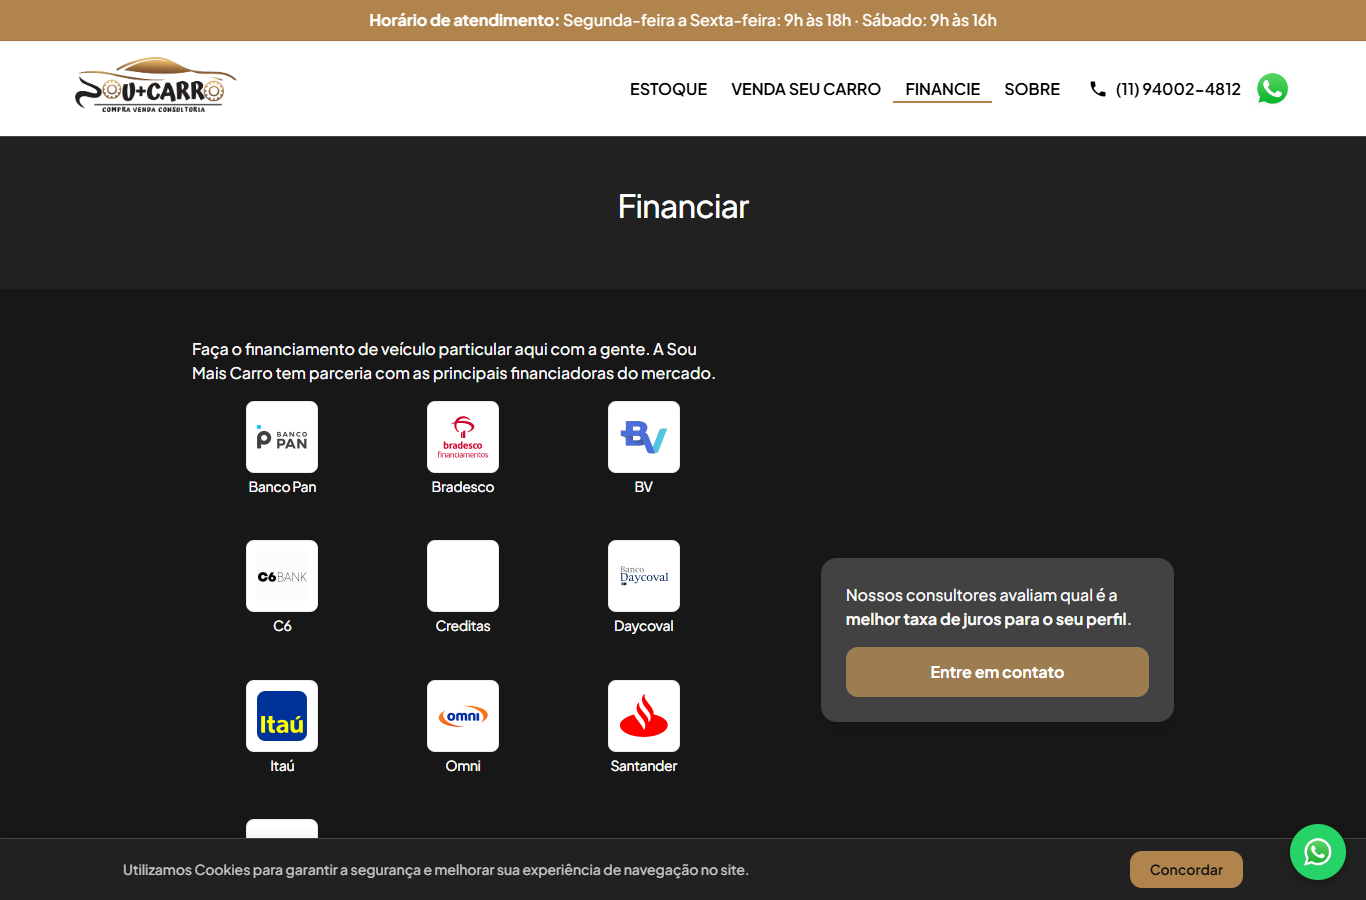 Horário de atendimento: Segunda-feira a Sexta-feira: 9h às 18h · Sábado: 9h às 16h
SOU+CARRO
COMPRA VENDA CONSULTORIA
ESTOQUE VENDA SEU CARRO FINANCIE SOBRE (11) 94002-4812
Financiar
Faça o financiamento de veículo particular aqui com a gente. A Sou
Mais Carro tem parceria com as principais financiadoras do mercado.
BANCO
PAN
bradesco
financiamentos
BV
Banco Pan
Bradesco
BV
C6BANK
Banco
Daycoval
C6
Creditas
Daycoval
Nossos consultores avaliam qual é a
melhor taxa de juros para o seu perfil.
Entre em contato
Itaú
omni
Itaú
Omni
Santander
Utilizamos Cookies para garantir a segurança e melhorar sua experiência de navegação no site.
Concordar